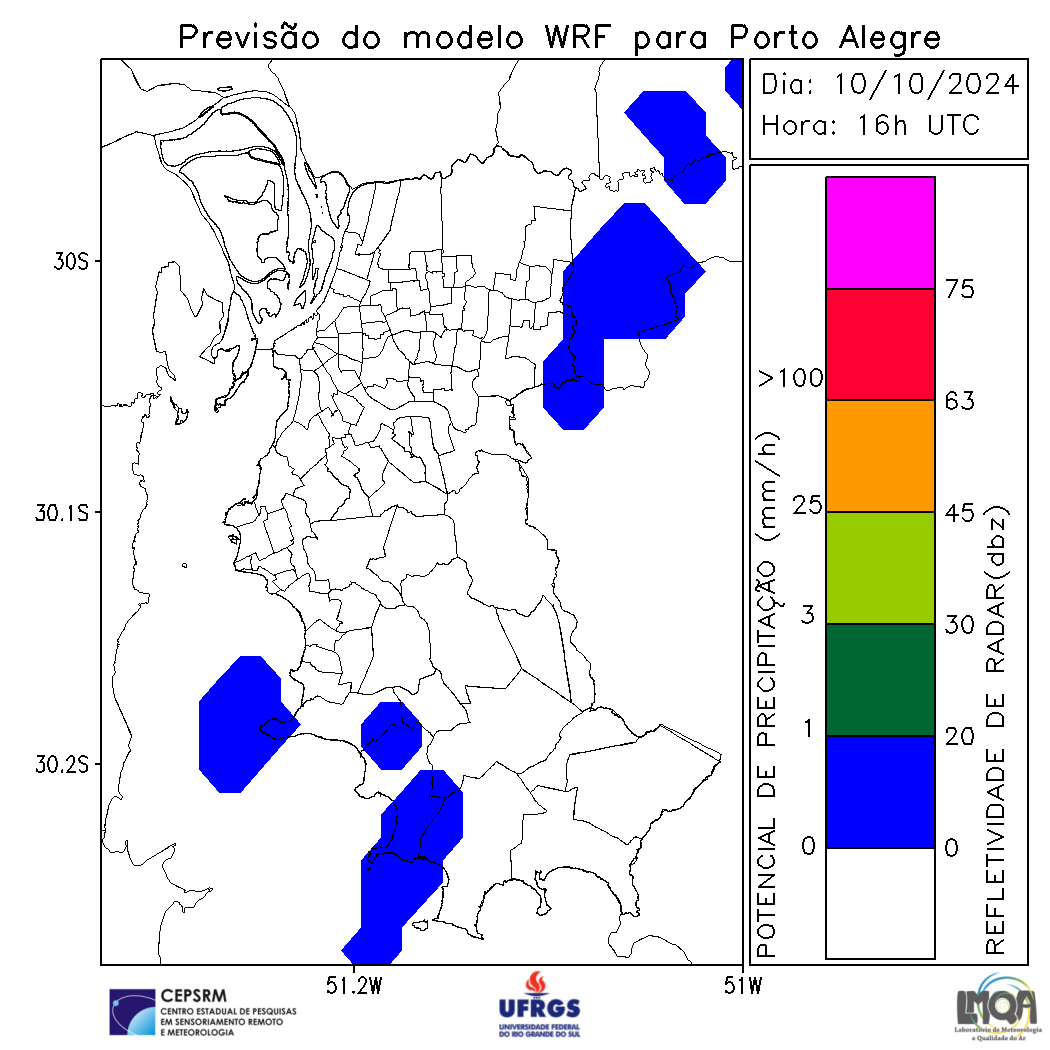 Previsão do modelo WRF para Porto Alegre
Dia: 10/10/2024
Hora: 16h UTC
30S
30.1S
30.2S
51.2W
51W
POTENCIAL DE PRECIPITAÇÃO (mm/h)
>100
25
3
1
0
75
63
45
30
20
0
REFLETIVIDADE DE RADAR(dbz)
CEPSRM
CENTRO ESTADUAL DE PESQUISAS
EM SENSORIAMENTO REMOTO
E METEOROLOGIA
UFRGS
UNIVERSIDADE FEDERAL
DO RIO GRANDE DO SUL
LMQA
Laboratório de Meteorologia
e Qualidade do Ar